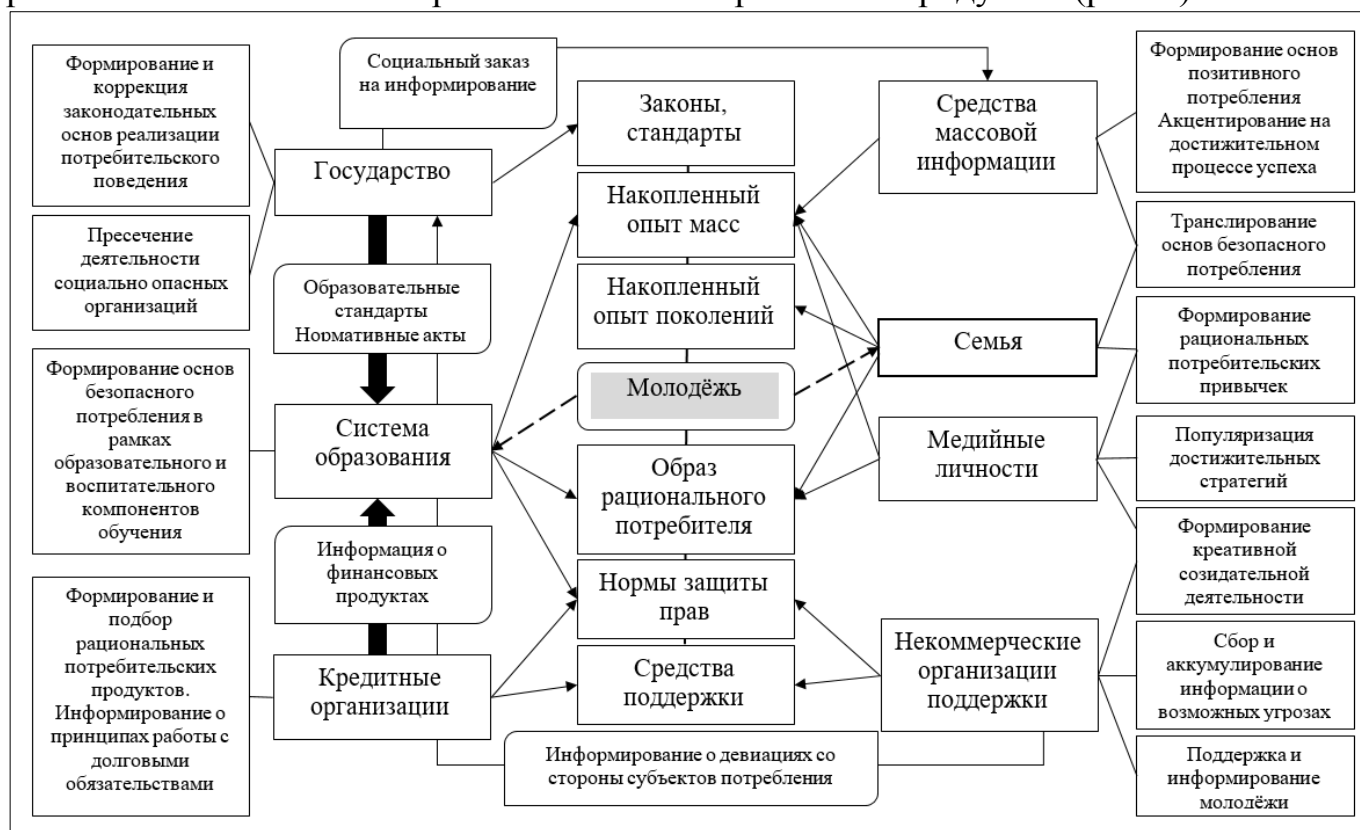 Формирование и
коррекция
законодательных
основ реализации
потребительского
поведения
Пресечение
деятельности
социально опасных
организаций
Формирование основ
безопасного
потребления в
рамках
образовательного и
воспитательного
компонентов
обучения
Формирование и
подбор
рациональных
потребительских
продуктов.
Информирование о
принципах работы с
долговыми
обязательствами
Социальный заказ
на информирование
Государство
Образовательные
стандарты
Нормативные акты
Система
образования
Информация о
финансовых
продуктах
Кредитные
организации
Законы,
стандарты
Накопленный
опыт масс
Накопленный
опыт поколений
Молодёжь
Образ
рационального
потребителя
Нормы защиты
прав
Средства
поддержки
Информирование о девиациях со
стороны субъектов потребления
Средства
массовой
информации
Семья
Медийные
личности
Некоммерческие
организации
поддержки
Формирование основ
позитивного
потребления
Акцентирование на
достижительном
процессе успеха
Транслирование
основ безопасного
потребления
Формирование
рациональных
потребительских
привычек
Популяризация
достижительных
стратегий
Формирование
креативной
созидательной
деятельности
Сбор и
аккумулирование
информации о
возможных угрозах
Поддержка и
информирование
молодёжи